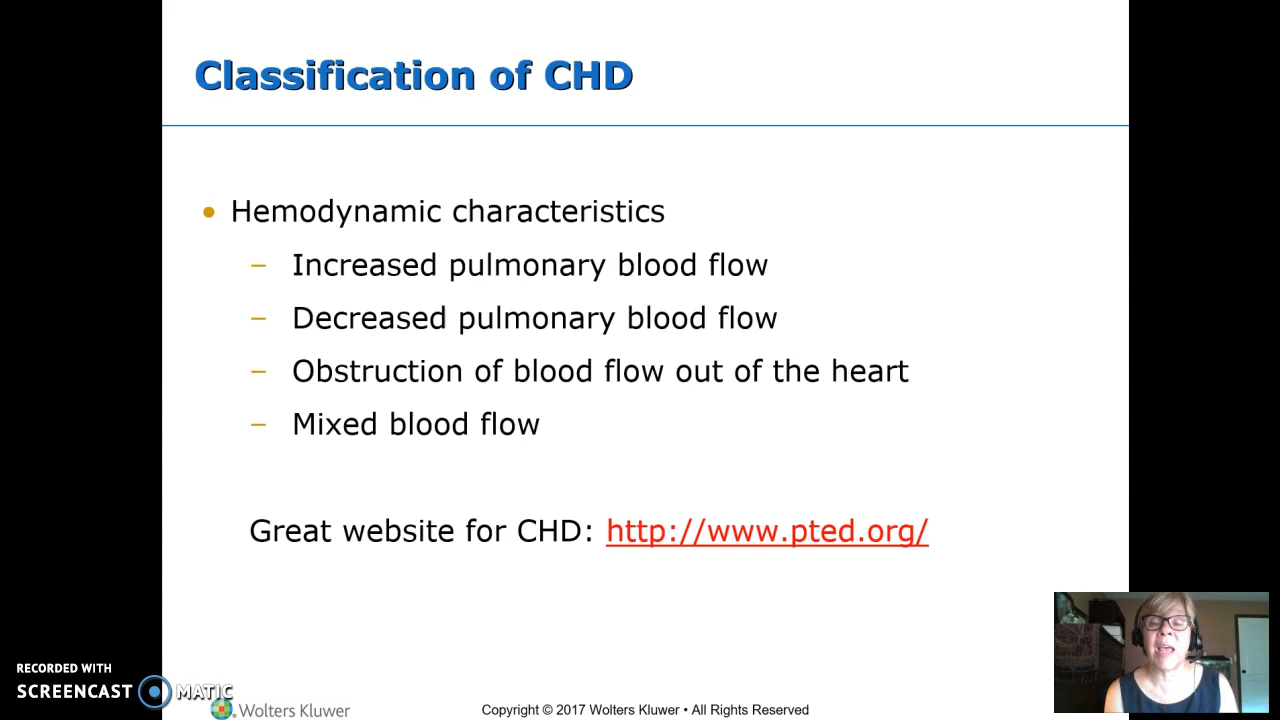 Classification of CHD
• Hemodynamic characteristics
– Increased pulmonary blood flow
– Decreased pulmonary blood flow
– Obstruction of blood flow out of the heart
– Mixed blood flow
Great website for CHD: http://www.pted.org/
RECORDED WITH
SCREENCAST MATIC
Wolters Kluwer
Copyright © 2017 Wolters Kluwer • All Rights Reserved